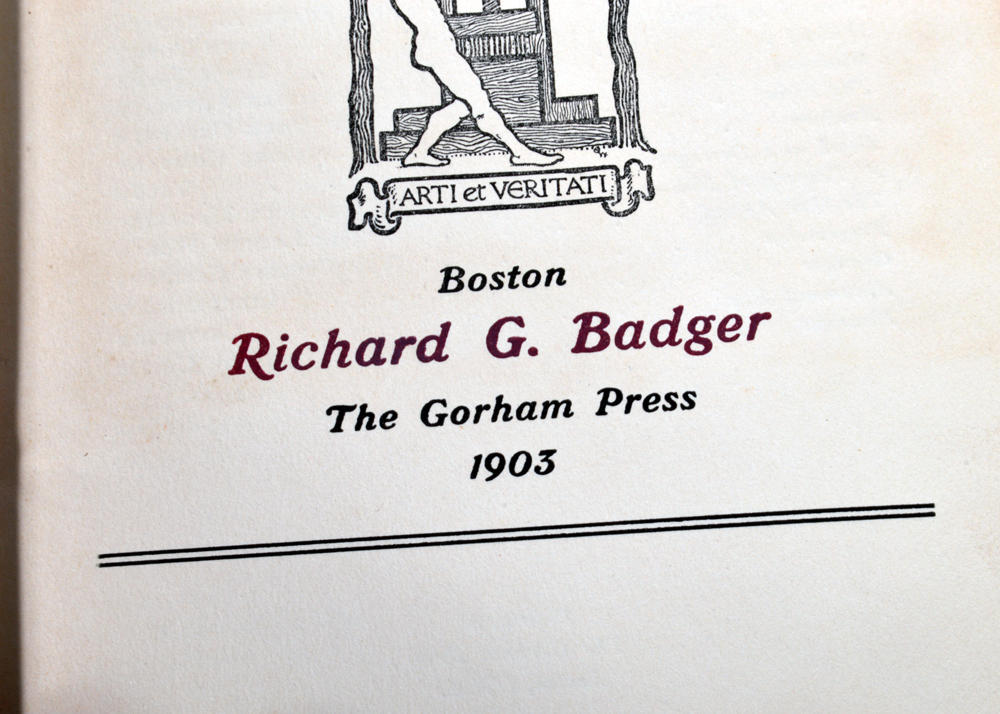 ARTI et VERITATI
Boston
Richard G. Badger
The Gorham Press
1903